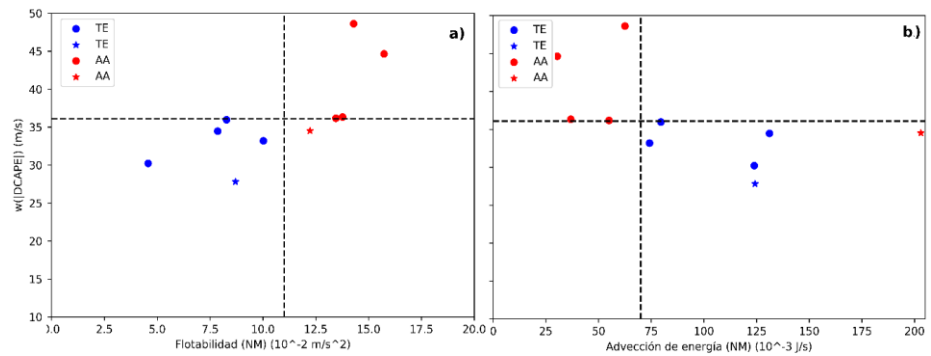 50
45
40
35
30
25
20
15
10
w(|DCAPE|) (m/s)
TE
TE
AA
AA
a)
.0 2.5 5.0 7.5 10.0 12.5 15.0 17.5 20.0
Flotabilidad (NM) (10^-2 m/s^2)
TE
TE
AA
AA
b)
0 25 50 75 100 125 150 175 200
Advección de energía (NM) (10^-3 J/s)